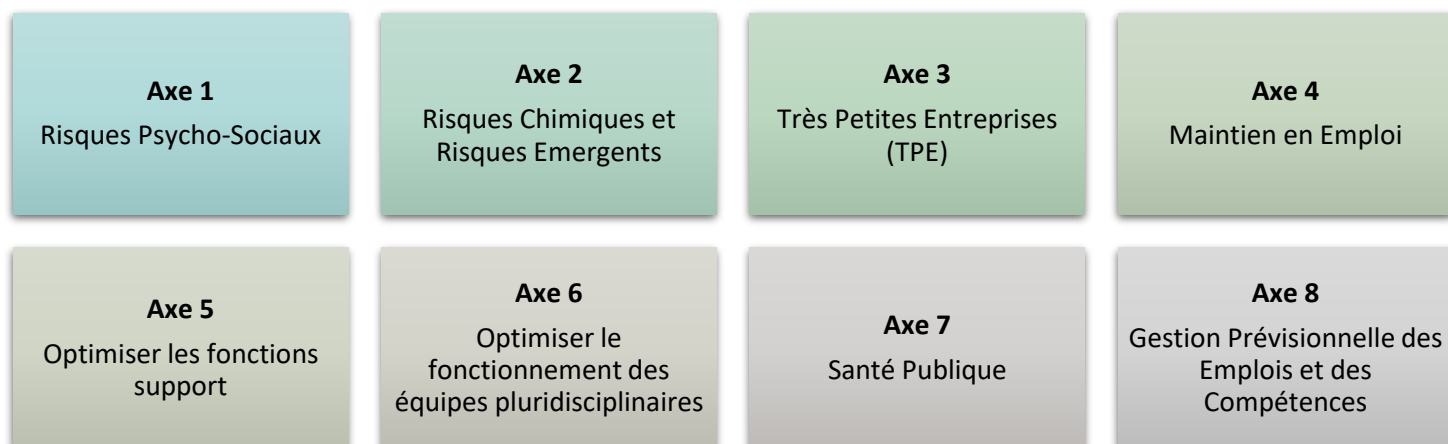 Axe 1
Risques Psycho-Sociaux
Axe 2
Risques Chimiques et
Risques Emergents
Axe 3
Très Petites Entreprises
(TPE)
Axe 4
Maintien en Emploi
Axe 5
Optimiser les fonctions
support
Axe 6
Optimiser le
fonctionnement des
équipes pluridisciplinaires
Axe 7
Santé Publique
Axe 8
Gestion Prévisionnelle des
Emplois et des
Compétences